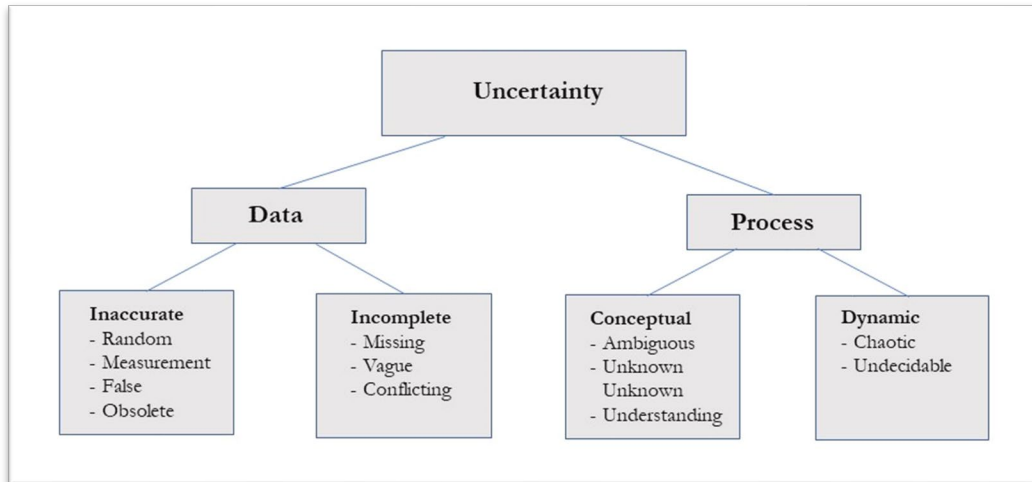 Uncertainty
Data
Process
Inaccurate
- Random
- Measurement
- False
- Obsolete
Incomplete
- Missing
- Vague
- Conflicting
Conceptual
- Ambiguous
- Unknown
Unknown
- Understanding
Dynamic
- Chaotic
- Undecidable